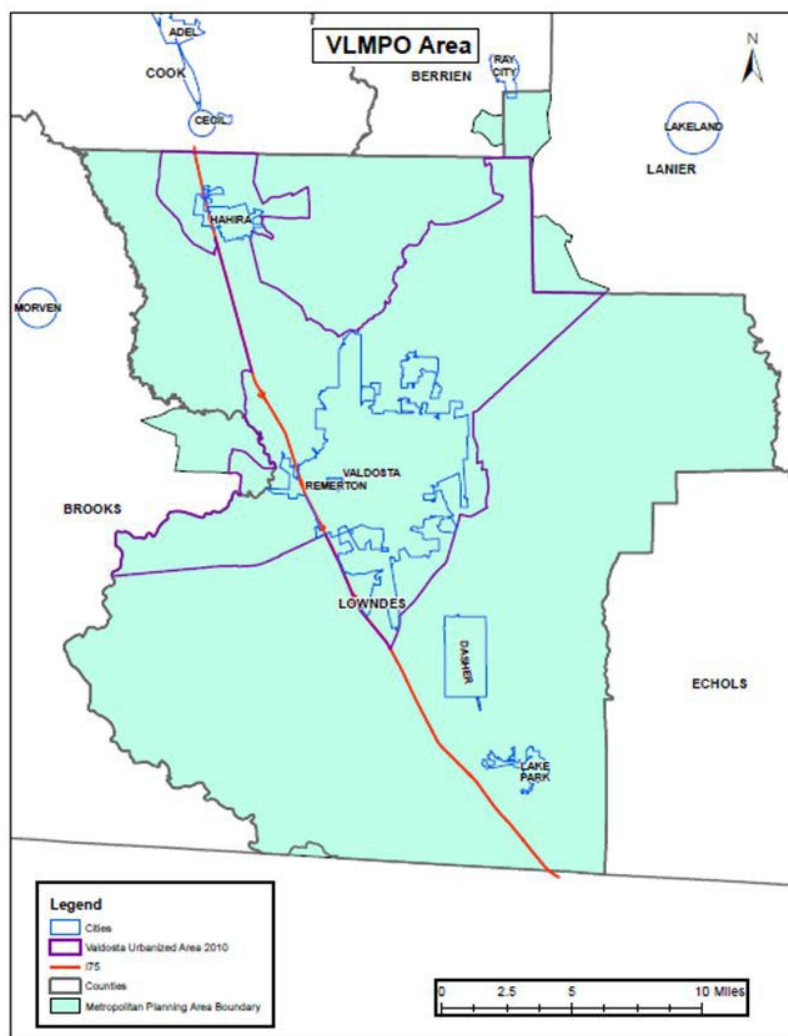 ADEL
VLMPO Area
N
COOK
BERRIEN
RAY
CITY
CECIL
LAKELAND
LANIER
HAHIRA
MORVEN
VALDOSTA
REMERTON
BROOKS
LOWNDES
DASHER
ECHOLS
LAKE
PARK
Legend
Cities
Valdosta Urbanized Area 2010
I75
Counties
Metropolitan Planning Area Boundary
0 2.5 5 10 Miles